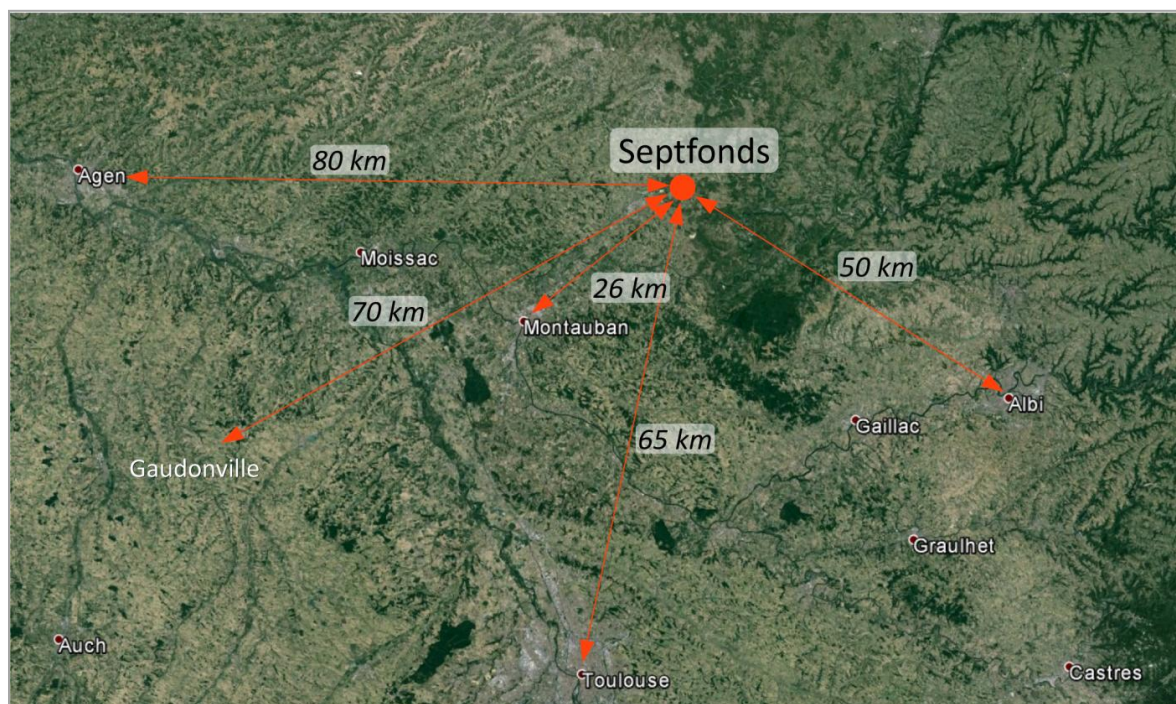 Septfonds
80 km
Agen
Moissac
50 km
26 km
70 km
Montauban
Albi
Gaillac
65 km
Gaudonville
Graulhet
Auch
Castres
Toulouse